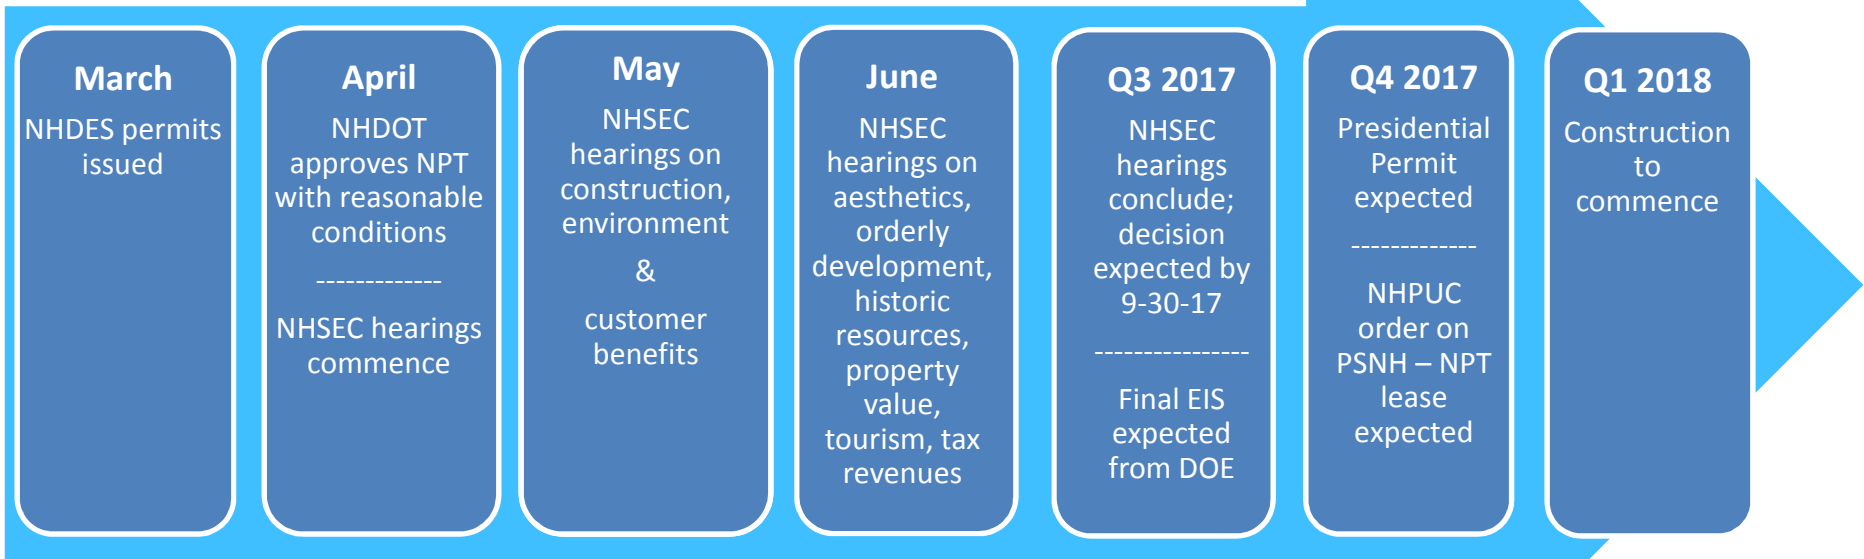 March
NHDES permits
issued
April
NHDOT
approves NPT
with reasonable
conditions
-------------
NHSEC hearings
commence
May
NHSEC
hearings on
construction,
environment
&
customer
benefits
June
NHSEC
hearings on
aesthetics,
orderly
development,
historic
resources,
property
value,
tourism, tax
revenues
Q3 2017
NHSEC
hearings
conclude;
decision
expected by
9-30-17
----------------
Final EIS
expected
from DOE
Q4 2017
Presidential
Permit
expected
-------------
NHPUC
order on
PSNH – NPT
lease
expected
Q1 2018
Construction
to
commence